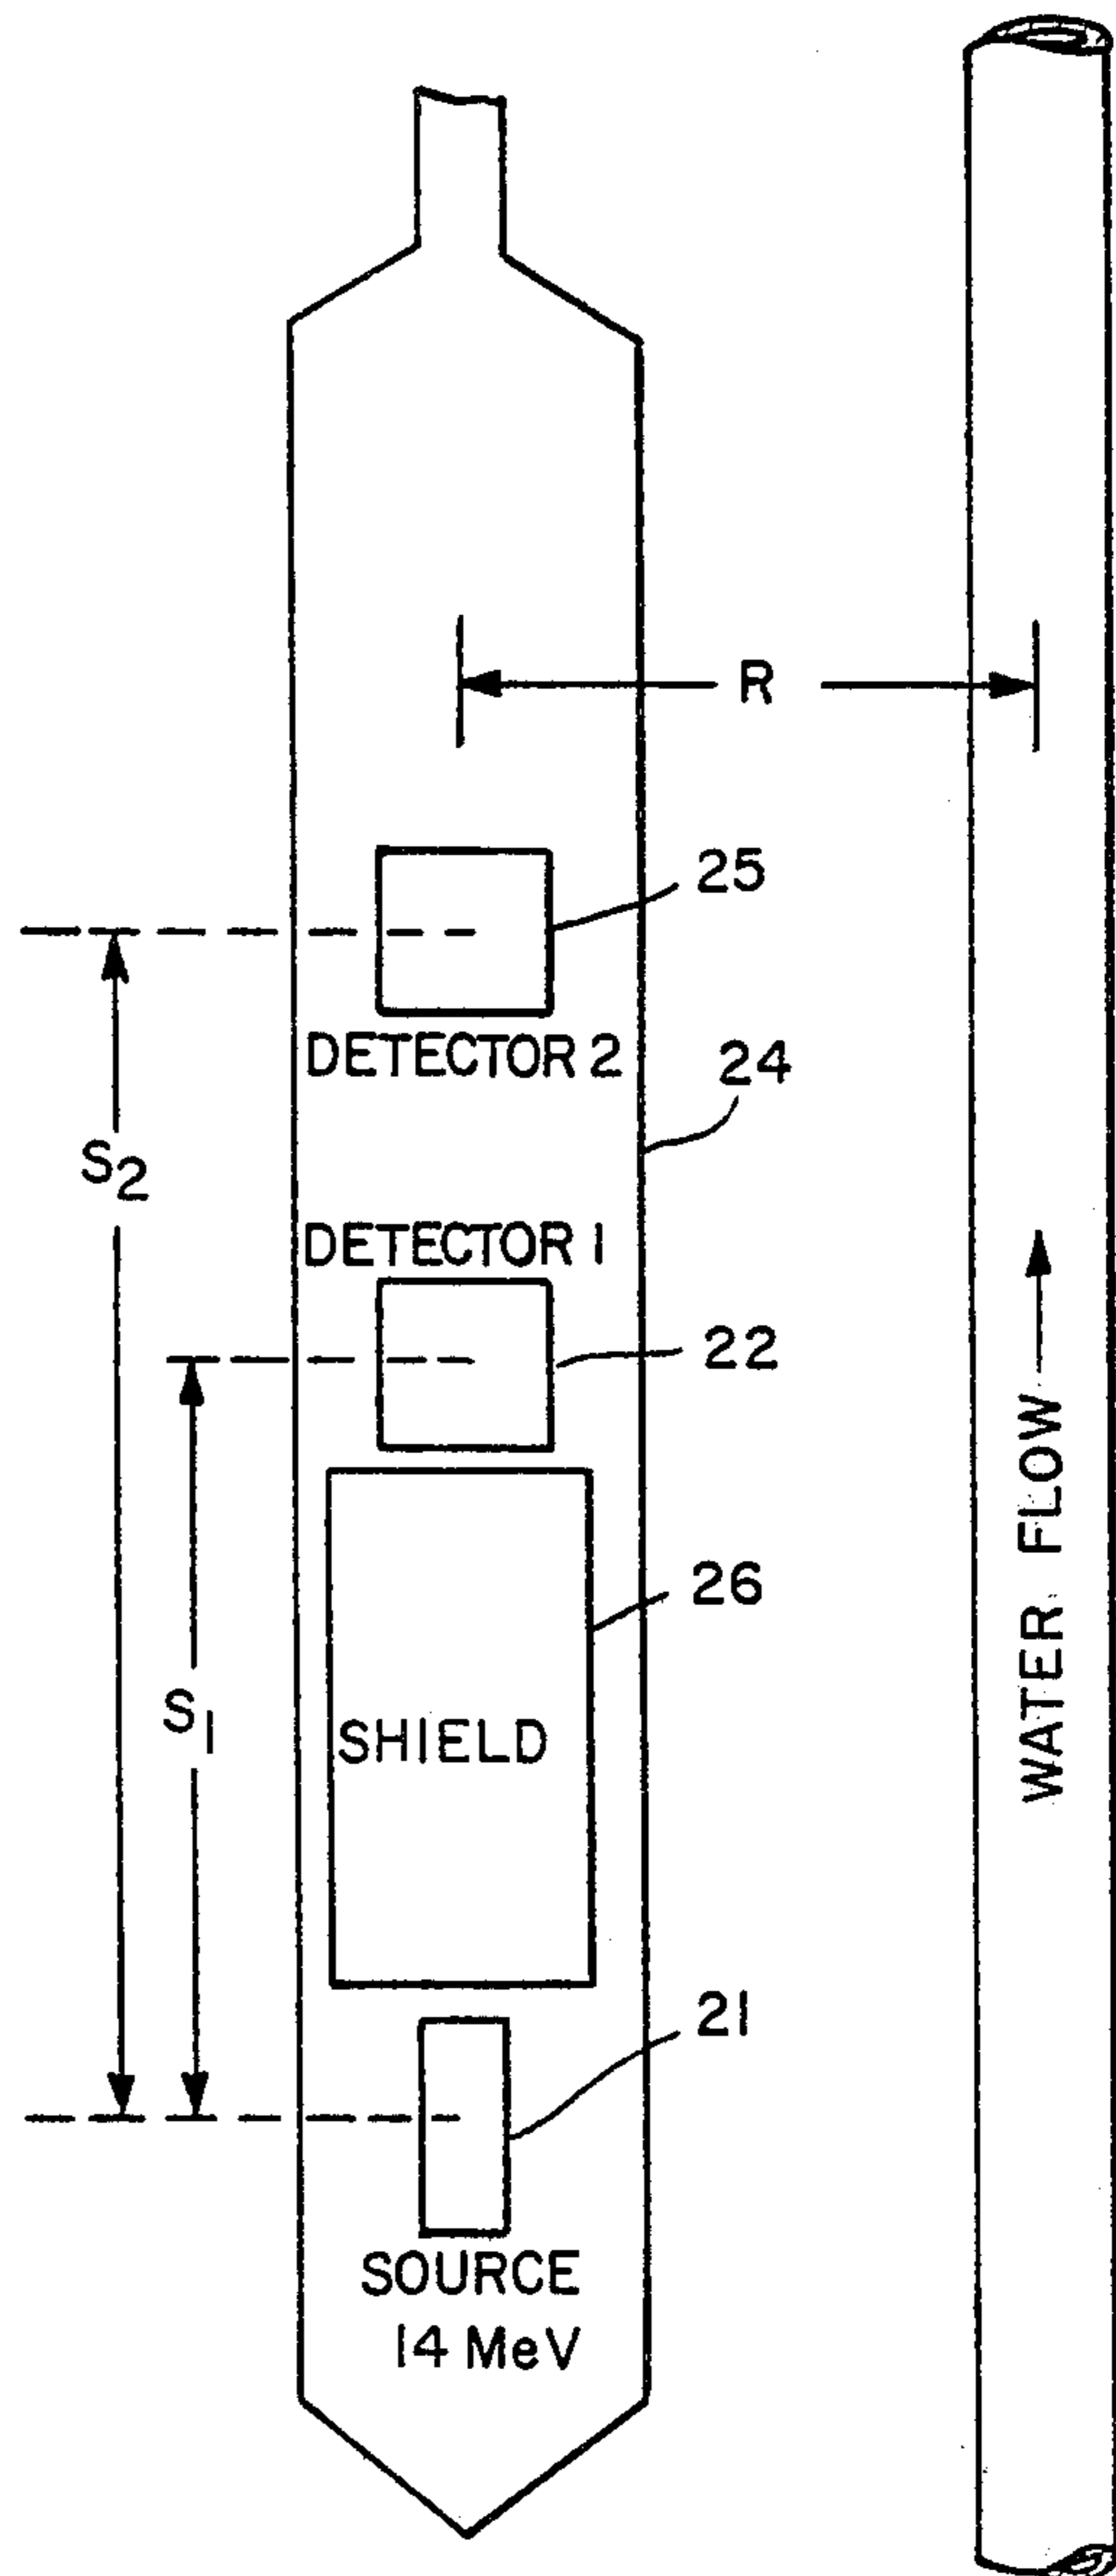 R
25
DETECTOR 2
24
S2
DETECTOR 1
22
WATER FLOW
26
S1
SHIELD
21
SOURCE
14 MeV